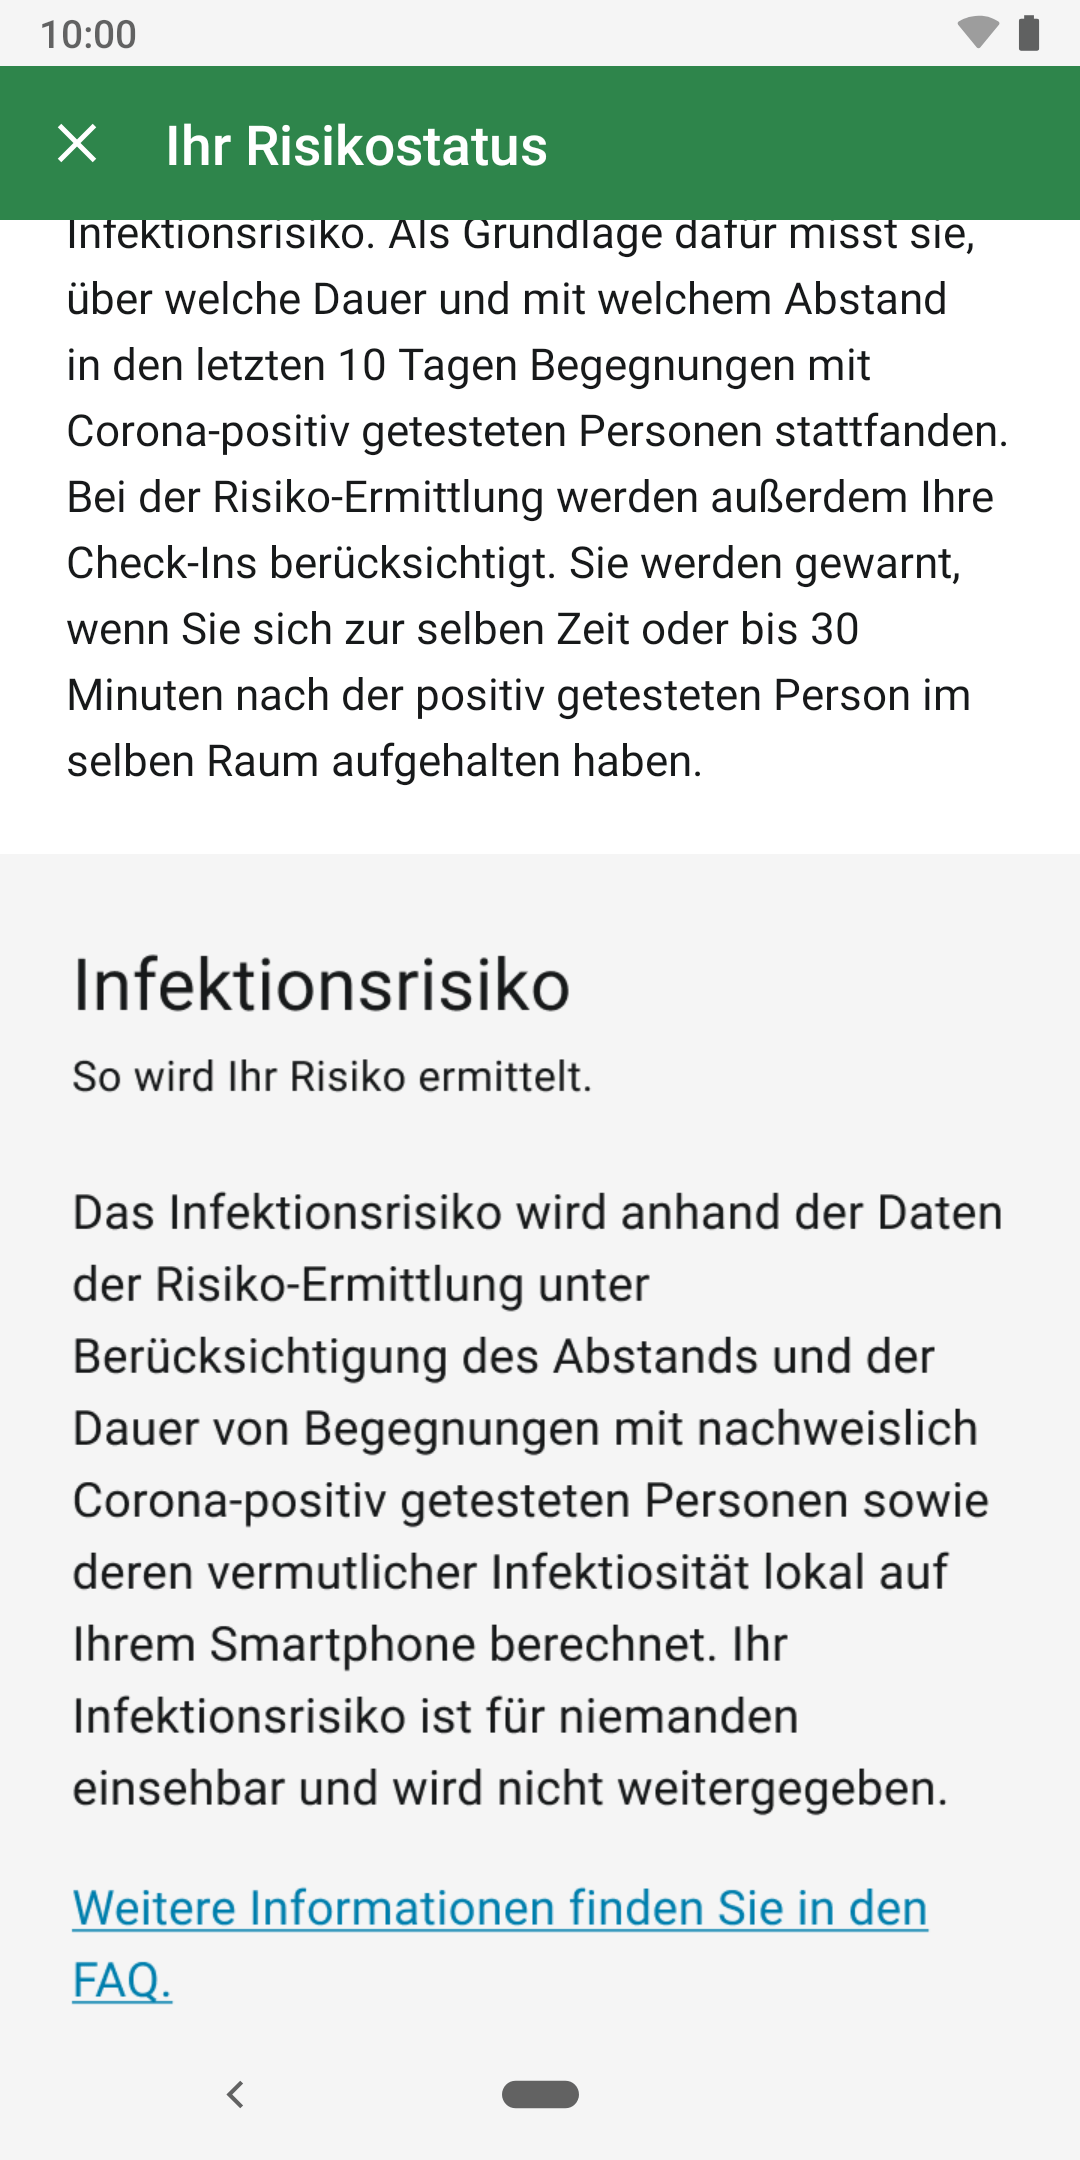 10:00
Ihr Risikostatus
Infektionsrisiko. Als Grundlage dafür misst sie,
über welche Dauer und mit welchem Abstand
in den letzten 10 Tagen Begegnungen mit
Corona-positiv getesteten Personen stattfanden.
Bei der Risiko-Ermittlung werden außerdem Ihre
Check-Ins berücksichtigt. Sie werden gewarnt,
wenn Sie sich zur selben Zeit oder bis 30
Minuten nach der positiv getesteten Person im
selben Raum aufgehalten haben.
Infektionsrisiko
So wird Ihr Risiko ermittelt.
Das Infektionsrisiko wird anhand der Daten
der Risiko-Ermittlung unter
Berücksichtigung des Abstands und der
Dauer von Begegnungen mit nachweislich
Corona-positiv getesteten Personen sowie
deren vermutlicher Infektiosität lokal auf
Ihrem Smartphone berechnet. Ihr
Infektionsrisiko ist für niemanden
einsehbar und wird nicht weitergegeben.
Weitere Informationen finden Sie in den
FAQ.